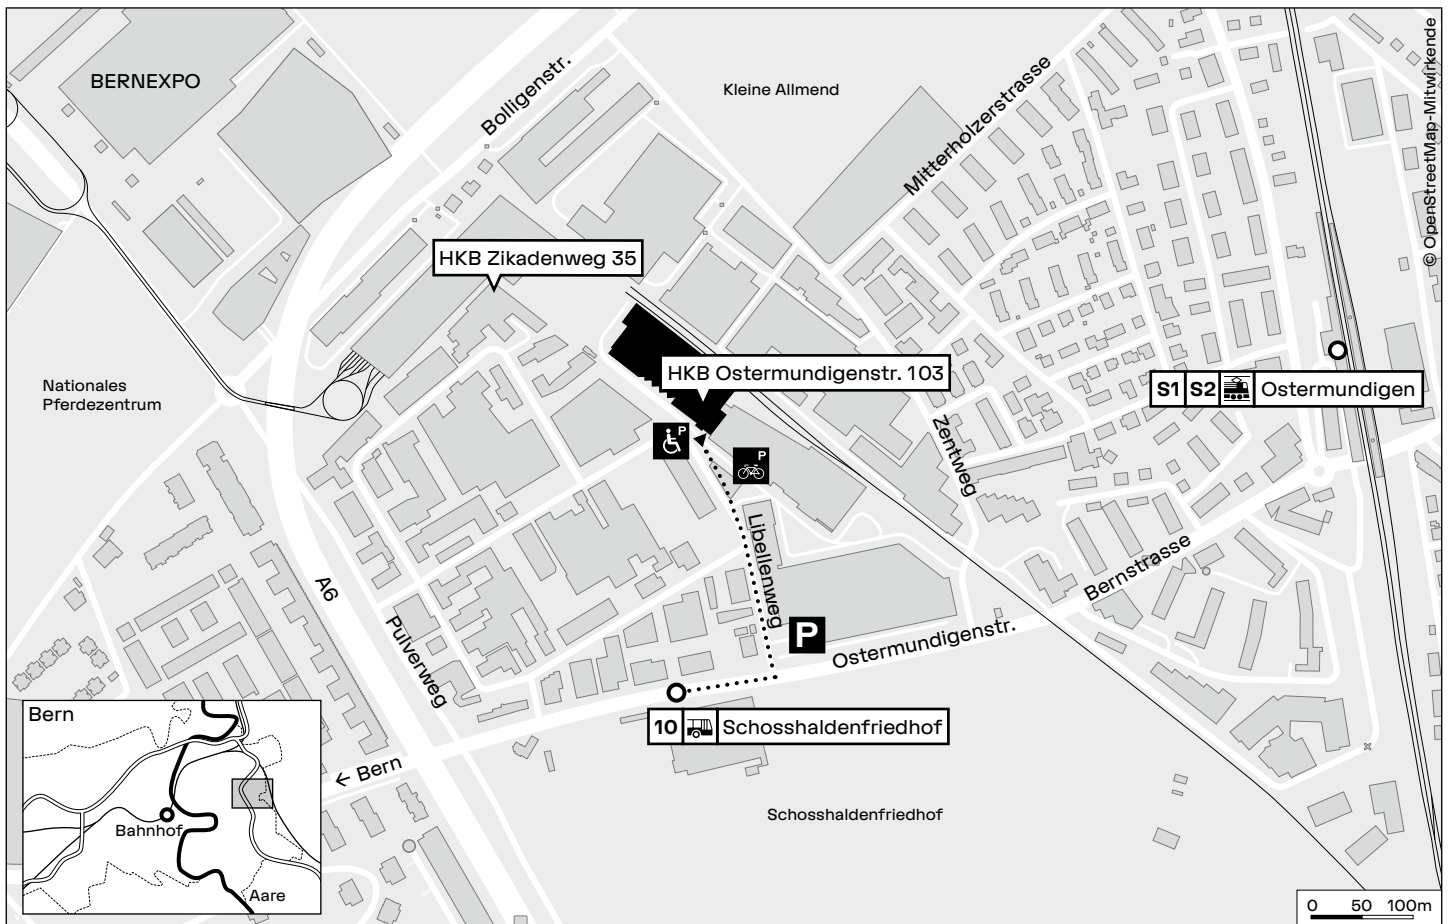 BERNEXPO
Bolligenstr.
Kleine Allmend
Mitterholzerstrasse
© OpenStreetMap-Mitwirkende
HKB Zikadenweg 35
HKB Ostermundigenstr. 103
Nationales
Pferdezentrum
S1 S2 Ostermundigen
P
P
Zentweg
Libellenweg
Bernstrasse
A6
Pulverweg
P
Ostermundigenstr.
10 Schosshaldenfriedhof
← Bern
Schosshaldenfriedhof
Bern
Bahnhof
Aare
0 50 100m